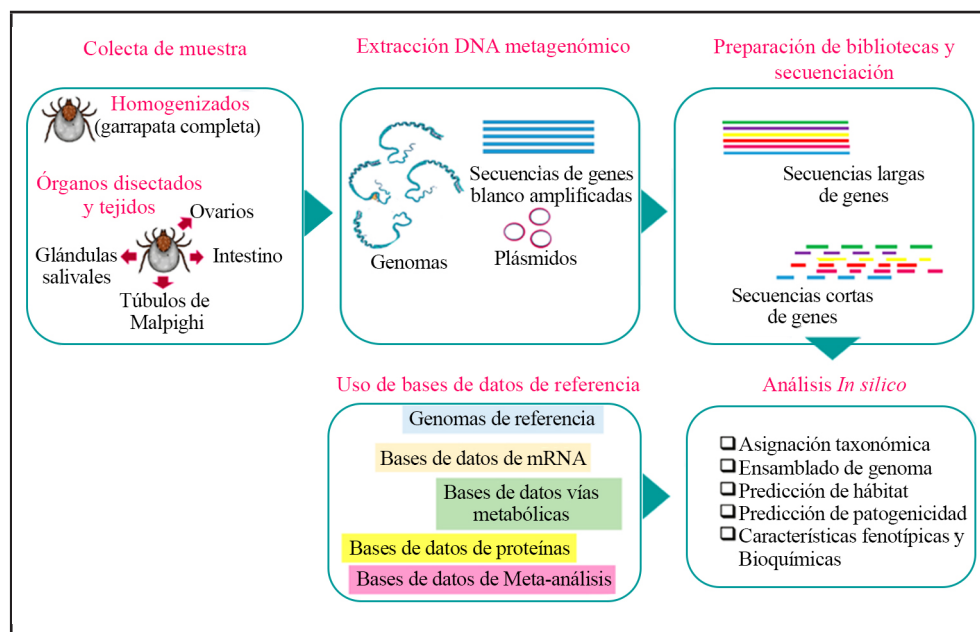 Colecta de muestra
Homogenizados
(garrapata completa)
Órganos disectados
y tejidos
Ovarios
Glándulas
salivales
Intestino
Túbulos de
Malpighi
Extracción DNA metagenómico
Secuencias de genes
blanco amplificadas
Genomas
Plásmidos
Preparación de bibliotecas y
secuenciación
Secuencias largas
de genes
Secuencias cortas
de genes
Uso de bases de datos de referencia
Genomas de referencia
Bases de datos de mRNA
Bases de datos vías
metabólicas
Bases de datos de proteínas
Bases de datos de Meta-análisis
Análisis In silico
Asignación taxonómica
Ensamblado de genoma
Predicción de hábitat
Predicción de patogenicidad
Características fenotípicas y
Bioquímicas